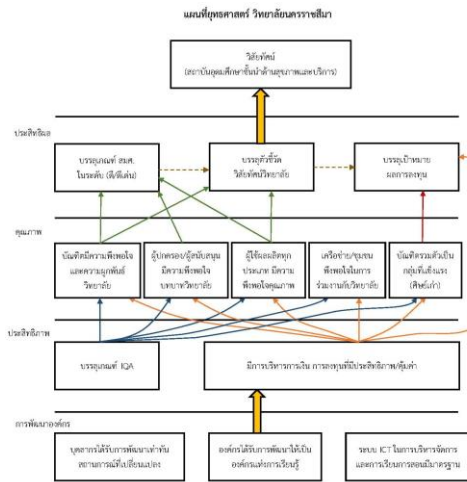 แผนที่ยุทธศาสตร์ วิทยาลัยนครราชสีมา
วิสัยทัศน์
(สถาบันอุดมศึกษาชั้นนำด้านสุขภาพและบริการ)
ประสิทธิผล
บรรลุเกณฑ์ สมศ.
ในระดับ (ดี/ดีเด่น)
บรรลุตัวชี้วัด
วิสัยทัศน์วิทยาลัย
บรรลุเป้าหมาย
ผลการลงทุน
คุณภาพ
บัณฑิตมีความพึงพอใจ
และความผูกพันธ์
วิทยาลัย
ผู้ปกครอง/ผู้สนับสนุน
มีความพึงพอใจ
บทบาทวิทยาลัย
ผู้ใช้ผลผลิตทุก
ประเภท มีความ
พึงพอใจคุณภาพ
เครือข่าย/ชุมชน
พึงพอใจในการ
ร่วมงานกับวิทยาลัย
บัณฑิตรวมตัวเป็น
กลุ่มที่แข็งแรง
(ศิษย์เก่า)
ประสิทธิภาพ
บรรลุเกณฑ์ IQA
มีการบริหารการเงิน การลงทุนที่มีประสิทธิภาพ/คุ้มค่า
การพัฒนาองค์กร
บุคลากรได้รับการพัฒนาเท่าทัน
สถานการณ์ที่เปลี่ยนแปลง
องค์กรได้รับการพัฒนาให้เป็น
องค์กรแห่งการเรียนรู้
ระบบ ICT ในการบริหารจัดการ
และการเรียนการสอนมีมาตรฐาน